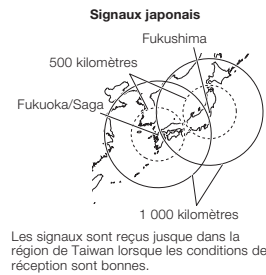 Signaux japonais
Fukushima
500 kilomètres
Fukuoka/Saga
1 000 kilomètres
Les signaux sont reçus jusque dans la
région de Taiwan lorsque les conditions de
réception sont bonnes.